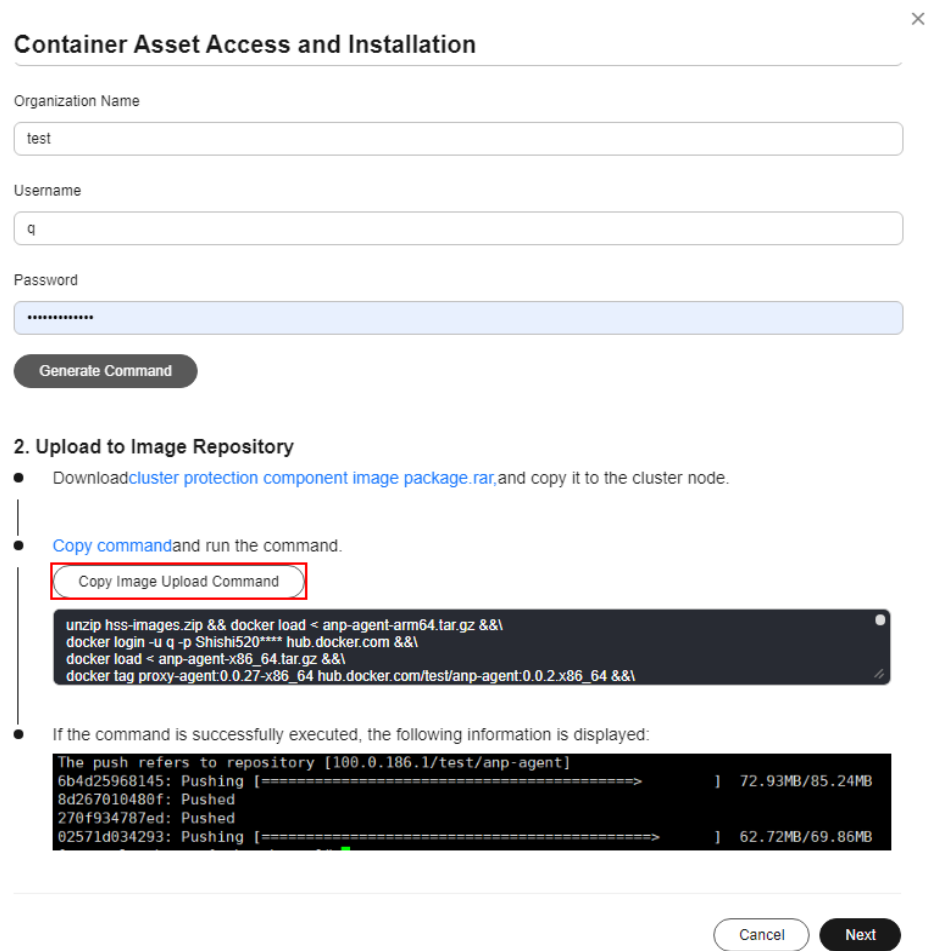 Container Asset Access and Installation
Organization Name
test
Username
q
Password
•••••••••••••
Generate Command
2. Upload to Image Repository
Downloadcluster protection component image package.rar,and copy it to the cluster node.
Copy commandand run the command.
Copy Image Upload Command
unzip hss-images.zip && docker load < anp-agent-arm64.tar.gz &&\
docker login -u q -p Shishi520**** hub.docker.com &&\
docker load < anp-agent-x86_64.tar.gz &&\
docker tag proxy-agent:0.0.27-x86_64 hub.docker.com/test/anp-agent:0.0.2.x86_64 &&\
If the command is successfully executed, the following information is displayed:
The push refers to repository [100.0.186.1/test/anp-agent]
6b4d25968145: Pushing [==========================================>        ] 72.93MB/85.24MB
8d267010480f: Pushed
270f934787ed: Pushed
02571d034293: Pushing [============================================>      ] 62.72MB/69.86MB
Cancel
Next